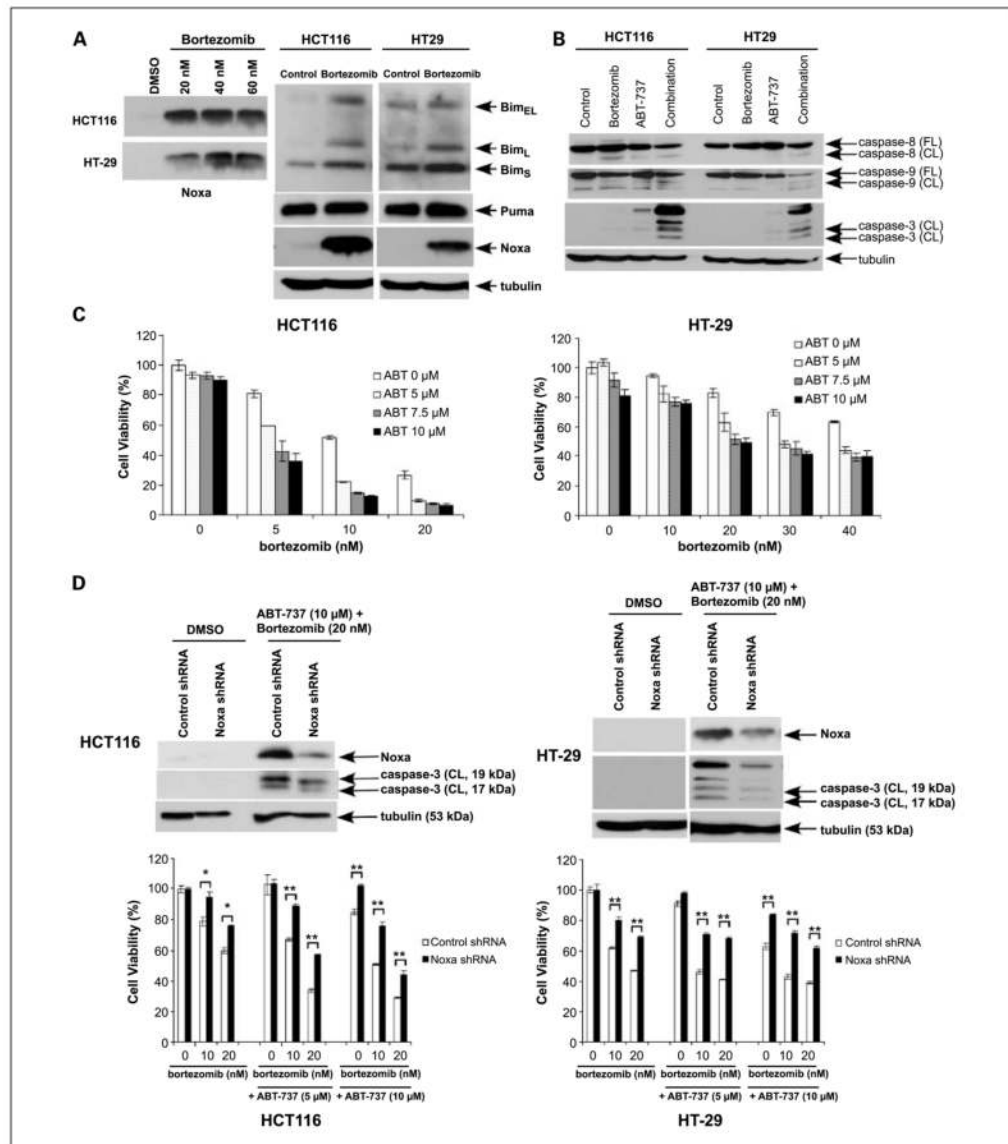 A
Bortezomib
DMSO
20 nM
40 nM
60 nM
HCT116
HT-29
Noxa
HCT116
HT29
Control Bortezomib Control Bortezomib
BimEL
BimL
BimS
Puma
Noxa
tubulin
B
HCT116
HT29
Control
Bortezomib
ABT-737
Combination
Control
Bortezomib
ABT-737
Combination
caspase-8 (FL)
caspase-8 (CL)
caspase-9 (FL)
caspase-9 (CL)
caspase-3 (CL)
caspase-3 (CL)
tubulin
C
HCT116
Cell Viability (%)
120
100
80
60
40
20
0
ABT 0 µM
ABT 5 µM
ABT 7.5 µM
ABT 10 µM
0 5 10 20
bortezomib (nM)
HT-29
Cell Viability (%)
120
100
80
60
40
20
0
ABT 0 µM
ABT 5 µM
ABT 7.5 µM
ABT 10 µM
0 10 20 30 40
bortezomib (nM)
D
DMSO
ABT-737 (10 µM) +
Bortezomib (20 nM)
Control shRNA
Noxa shRNA
Control shRNA
Noxa shRNA
HCT116
Noxa
caspase-3 (CL, 19 kDa)
caspase-3 (CL, 17 kDa)
tubulin (53 kDa)
DMSO
ABT-737 (10 µM) +
Bortezomib (20 nM)
Control shRNA
Noxa shRNA
Control shRNA
Noxa shRNA
HT-29
Noxa
caspase-3 (CL, 19 kDa)
caspase-3 (CL, 17 kDa)
tubulin (53 kDa)
Cell Viability (%)
120
100
80
60
40
20
0
* * ** ** ** ** **
Control shRNA
Noxa shRNA
0 10 20 0 10 20 0 10 20
bortezomib (nM) bortezomib (nM) bortezomib (nM)
+ ABT-737 (5 µM) + ABT-737 (10 µM)
HCT116
Cell Viability (%)
120
100
80
60
40
20
0
** ** ** ** ** ** **
Control shRNA
Noxa shRNA
0 10 20 0 10 20 0 10 20
bortezomib (nM) bortezomib (nM) bortezomib (nM)
+ ABT-737 (5 µM) + ABT-737 (10 µM)
HT-29